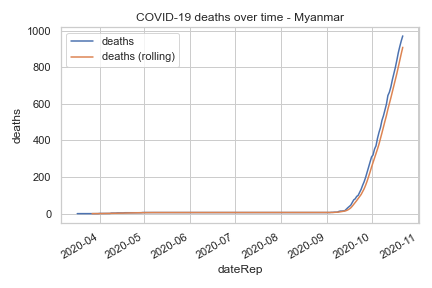 COVID-19 deaths over time - Myanmar
1000
800
600
400
200
0
deaths
deaths
deaths (rolling)
2020-04
2020-05
2020-06
2020-07
2020-08
2020-09
2020-10
2020-11
dateRep